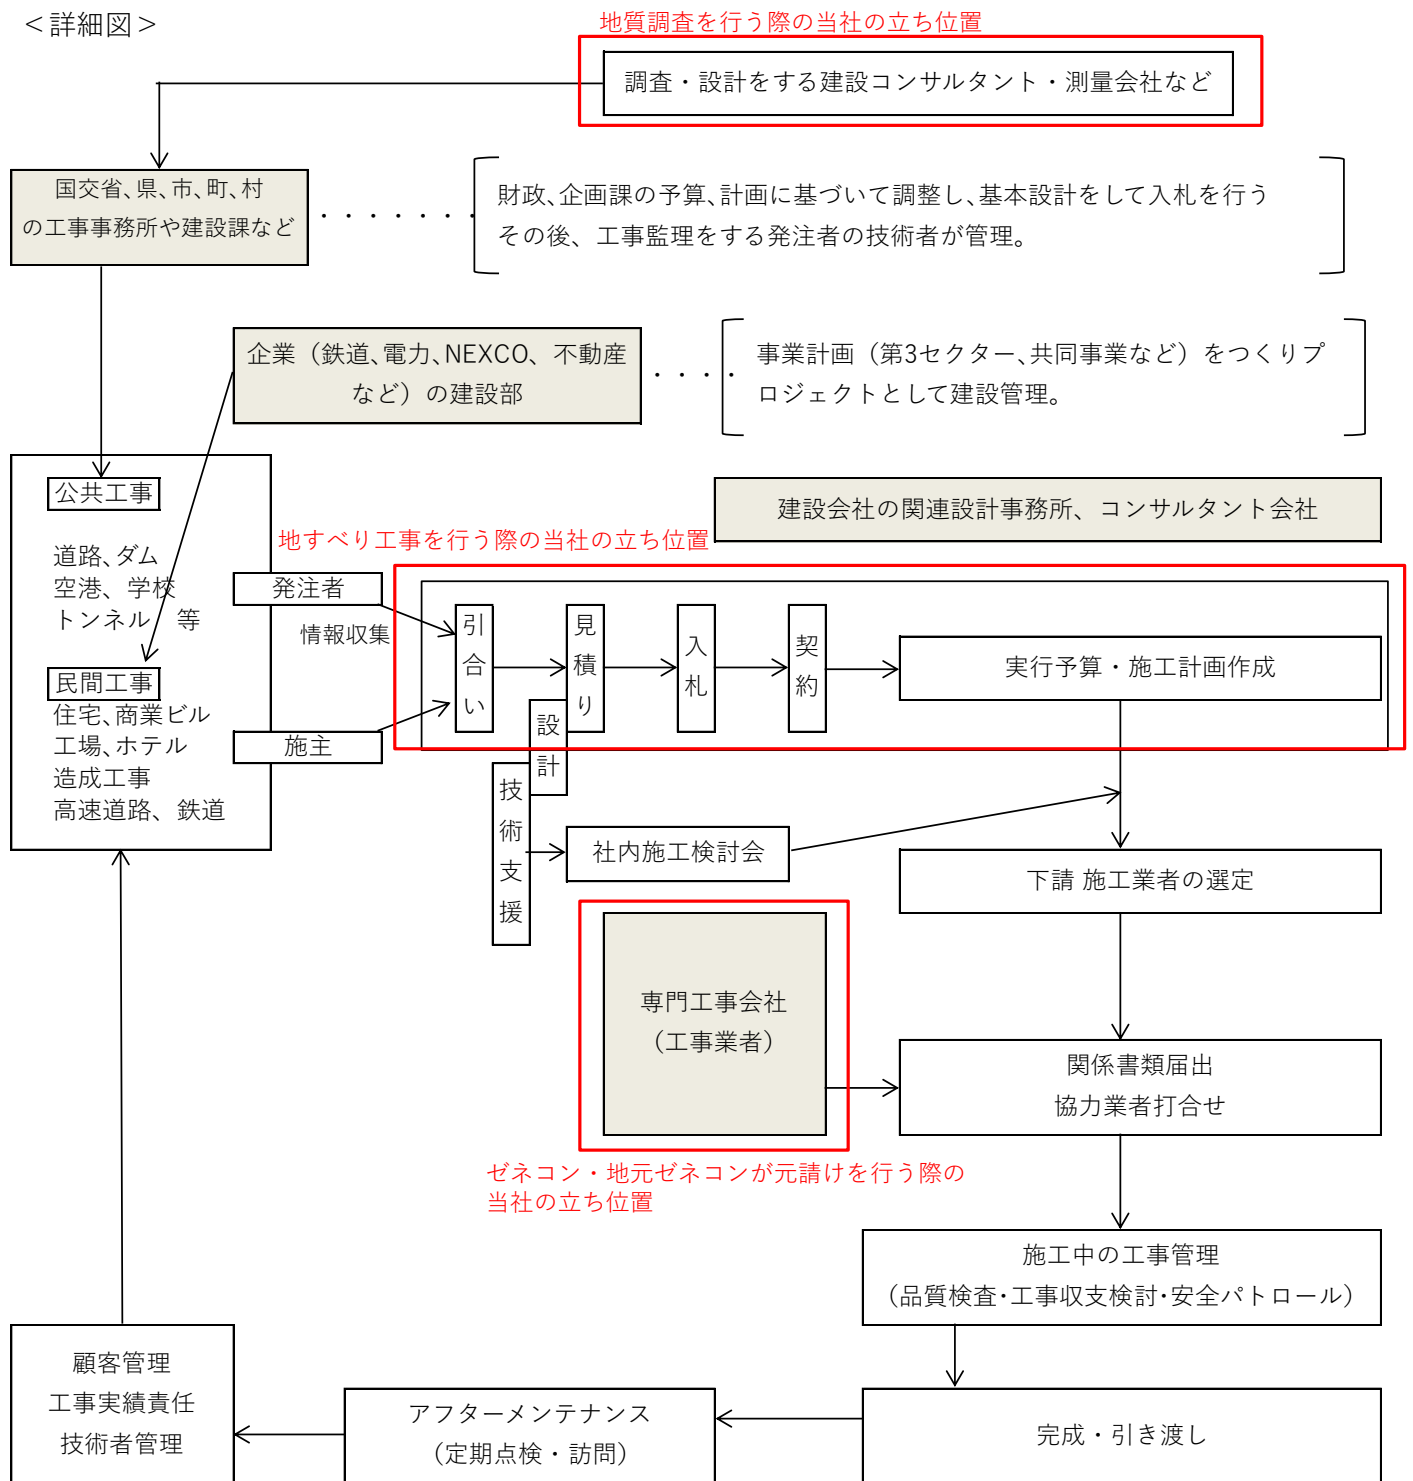 ＜詳細図＞
地質調査を行う際の当社の立ち位置
調査・設計をする建設コンサルタント・測量会社など
国交省、県、市、町、村
の工事事務所や建設課など
・・・・・・・
財政、企画課の予算、計画に基づいて調整し、基本設計をして入札を行う
その後、工事監理をする発注者の技術者が管理。
企業（鉄道、電力、NEXCO、不動産
など）の建設部
・・・・
事業計画（第3セクター、共同事業など）をつくりプ
ロジェクトとして建設管理。
公共工事
道路、ダム
空港、学校
トンネル　等
民間工事
住宅、商業ビル
工場、ホテル
造成工事
高速道路、鉄道
建設会社の関連設計事務所、コンサルタント会社
地すべり工事を行う際の当社の立ち位置
発注者
情報収集
施主
引合い
見積り
入札
契約
実行予算・施工計画作成
設計
技術支援
社内施工検討会
下請 施工業者の選定
専門工事会社
（工事業者）
関係書類届出
協力業者打合せ
ゼネコン・地元ゼネコンが元請けを行う際の
当社の立ち位置
施工中の工事管理
（品質検査・工事収支検討・安全パトロール）
顧客管理
工事実績責任
技術者管理
アフターメンテナンス
（定期点検・訪問）
完成・引き渡し